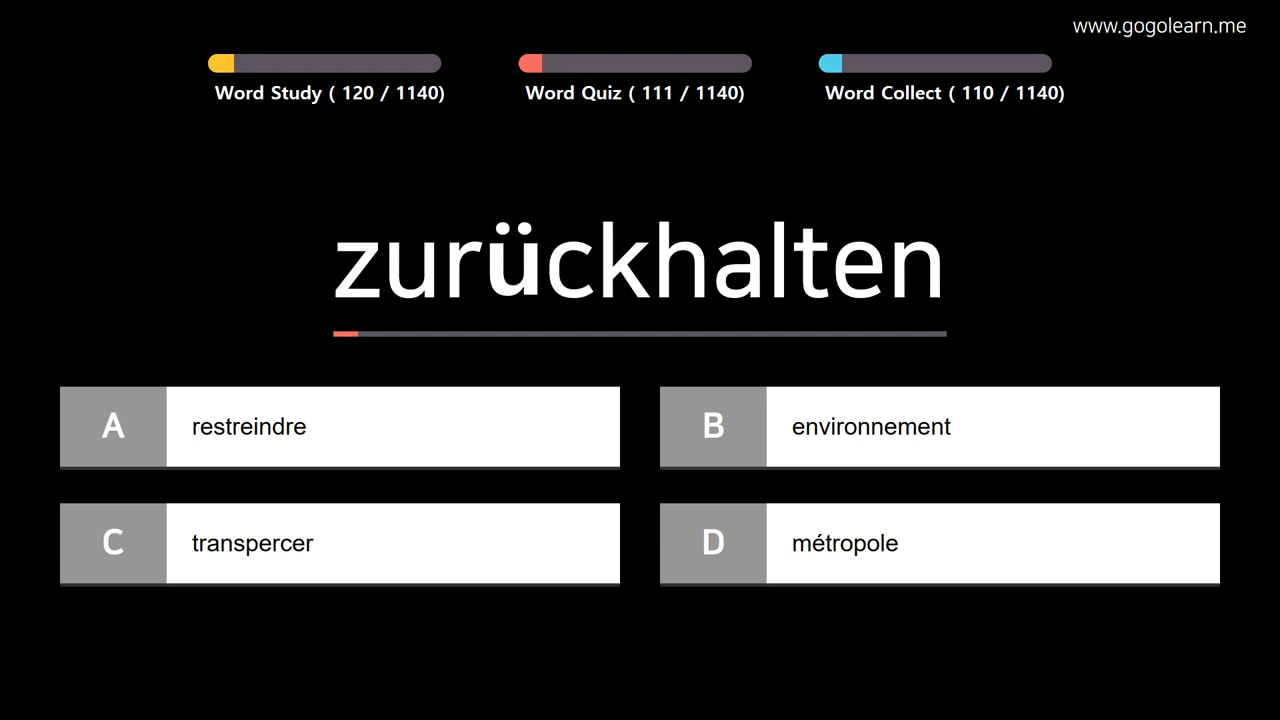 www.gogolearn.me
Word Study ( 120 / 1140)
Word Quiz ( 111 / 1140)
Word Collect ( 110 / 1140)
zurückhalten
A restreindre
B environnement
C transpercer
D métropole